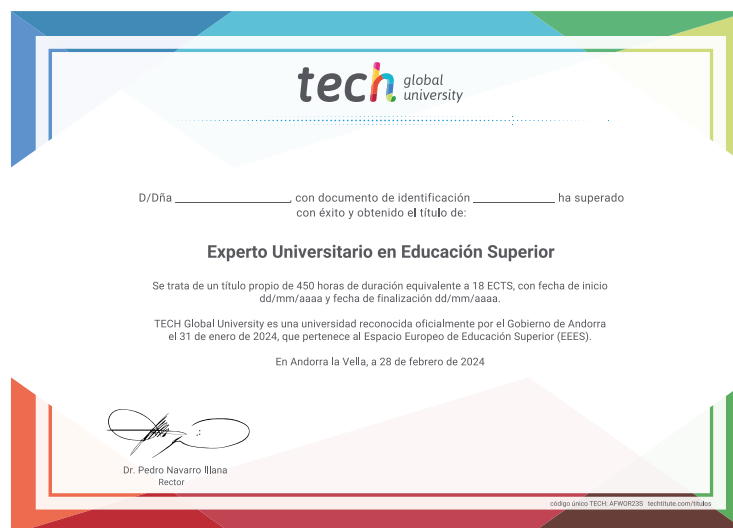 tech global university
D/Dña ____________________, con documento de identificación ______________ ha superado
con éxito y obtenido el título de:
Experto Universitario en Educación Superior
Se trata de un título propio de 450 horas de duración equivalente a 18 ECTS, con fecha de inicio
dd/mm/aaaa y fecha de finalización dd/mm/aaaa.
TECH Global University es una universidad reconocida oficialmente por el Gobierno de Andorra
el 31 de enero de 2024, que pertenece al Espacio Europeo de Educación Superior (EEES).
En Andorra la Vella, a 28 de febrero de 2024
Dr. Pedro Navarro Illana
Rector
código único TECH: AFWOR23S techtitute.com/titulos